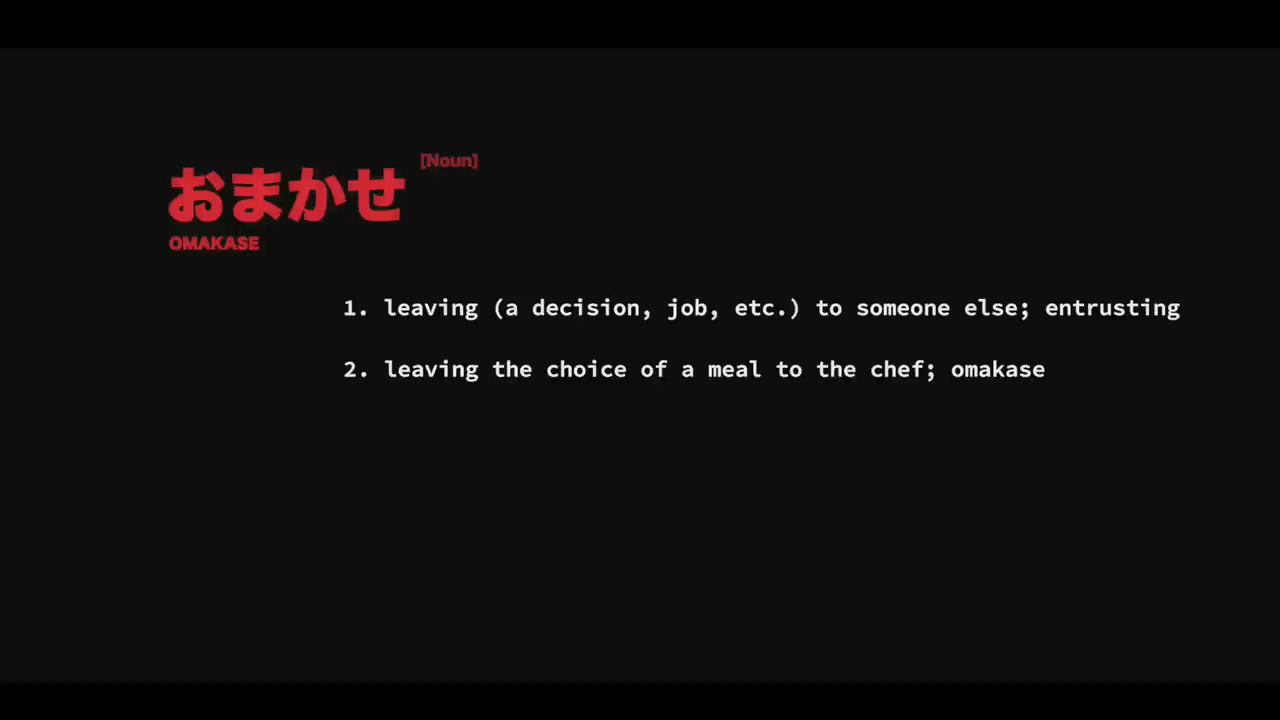 おまかせ [Noun]
OMAKASE
1. leaving (a decision, job, etc.) to someone else; entrusting
2. leaving the choice of a meal to the chef; omakase